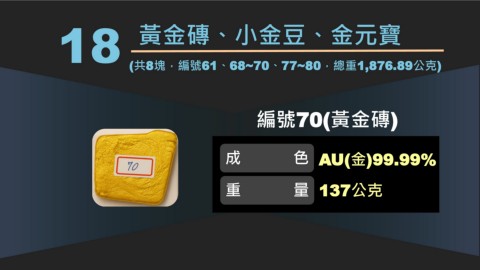 18
黃金磚、小金豆、金元寶
(共8塊，編號61、68~70、77~80，總重1,876.89公克)
編號70(黃金磚)
成 色 AU(金)99.99%
重 量 137公克
70